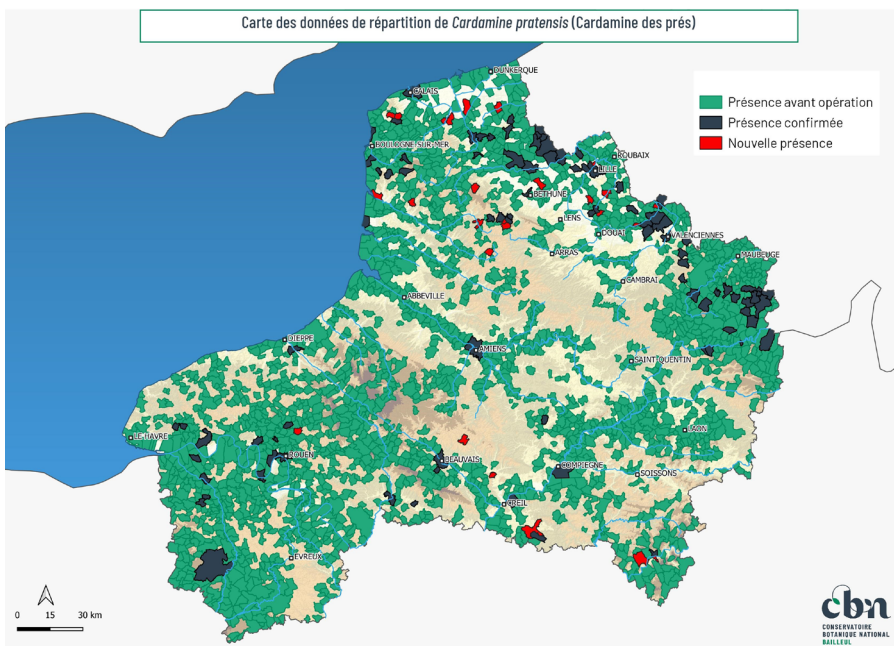 Carte des données de répartition de Cardamine pratensis (Cardamine des prés)
Présence avant opération
Présence confirmée
Nouvelle présence
DUNKERQUE
CALAIS
BOULOGNE-SUR-MER
ROUBAIX
LILLE
BETHUNE
LENS
DOUAI
VALENCIENNES
ARRAS
MAUBEUGE
CAMBRAI
ABBEVILLE
DIEPPE
AMIENS
SAINT-QUENTIN
LE HAVRE
LAON
ROUEN
BEAUVAIS
COMPIEGNE
SOISSONS
CREIL
EVREUX
0 15 30 km
cbn
CONSERVATOIRE
BOTANIQUE NATIONAL
BAILLEUL